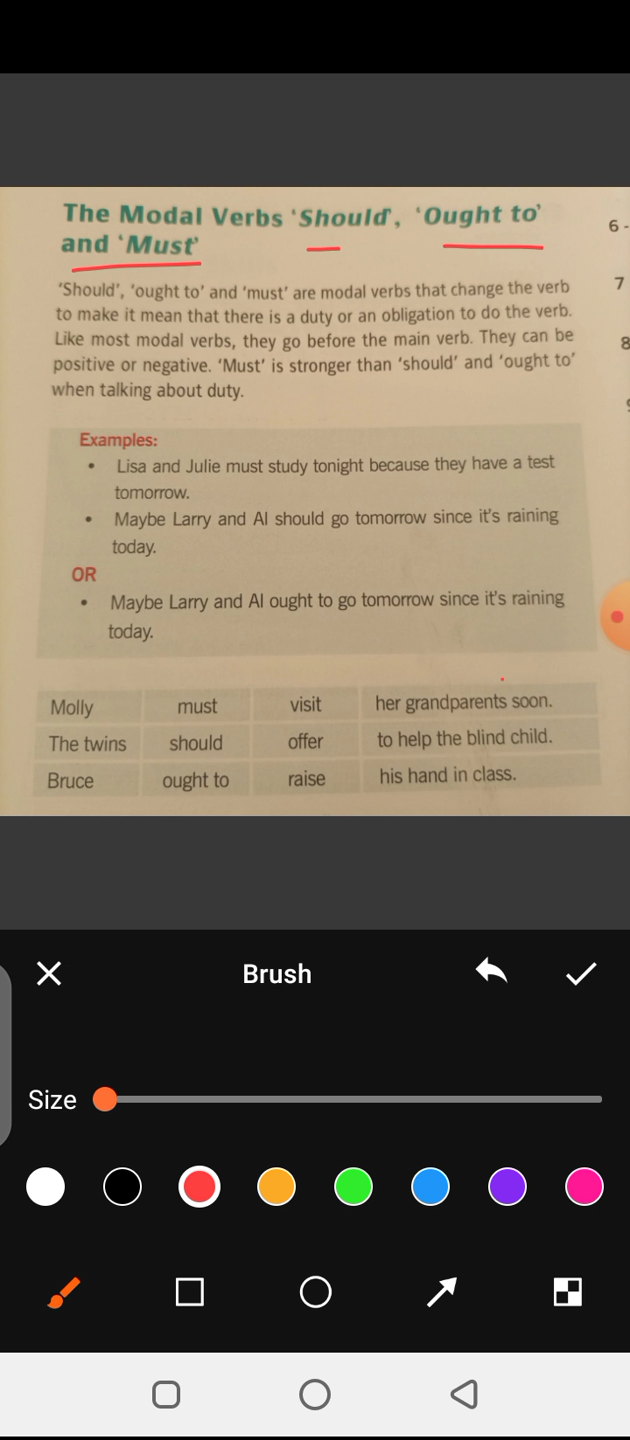 The Modal Verbs ‘Should’, ‘Ought to’
and ‘Must’
6 -
‘Should’, ‘ought to’ and ‘must’ are modal verbs that change the verb
7
to make it mean that there is a duty or an obligation to do the verb.
Like most modal verbs, they go before the main verb. They can be
8
positive or negative. ‘Must’ is stronger than ‘should’ and ‘ought to’
when talking about duty.
Examples:
• Lisa and Julie must study tonight because they have a test
tomorrow.
• Maybe Larry and Al should go tomorrow since it's raining
today.
OR
• Maybe Larry and Al ought to go tomorrow since it's raining
today.
Molly must visit her grandparents soon.
The twins should offer to help the blind child.
Bruce ought to raise his hand in class.
Brush
Size